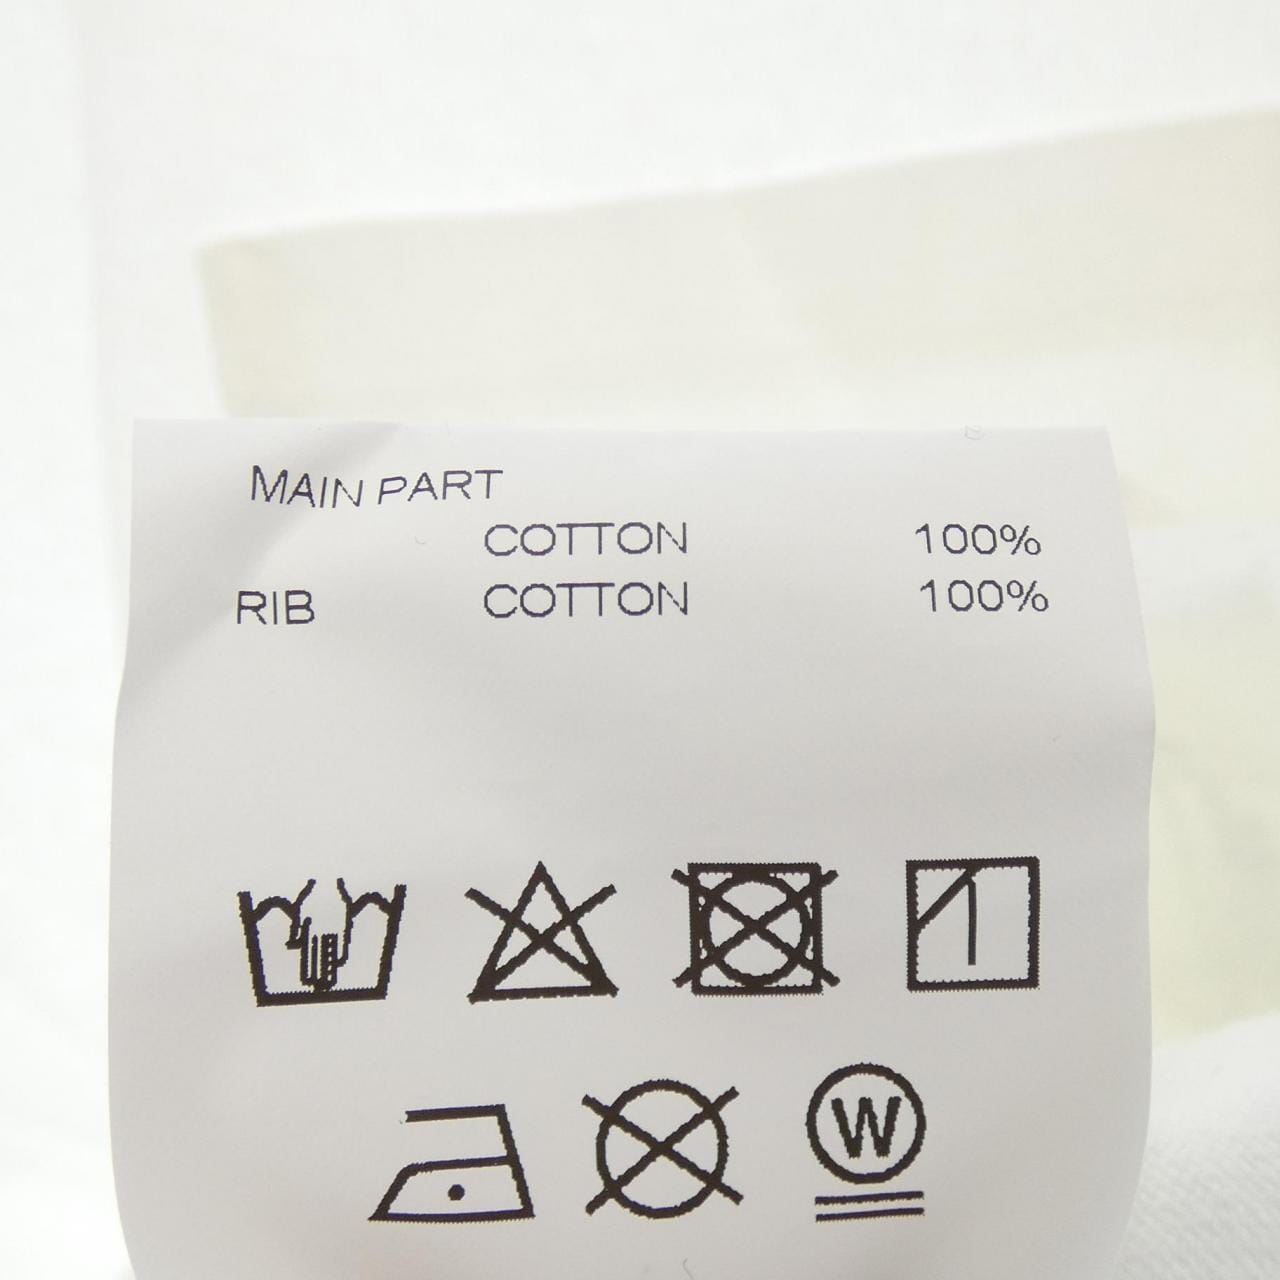 MAIN PART
COTTON 100%
RIB COTTON 100%
W